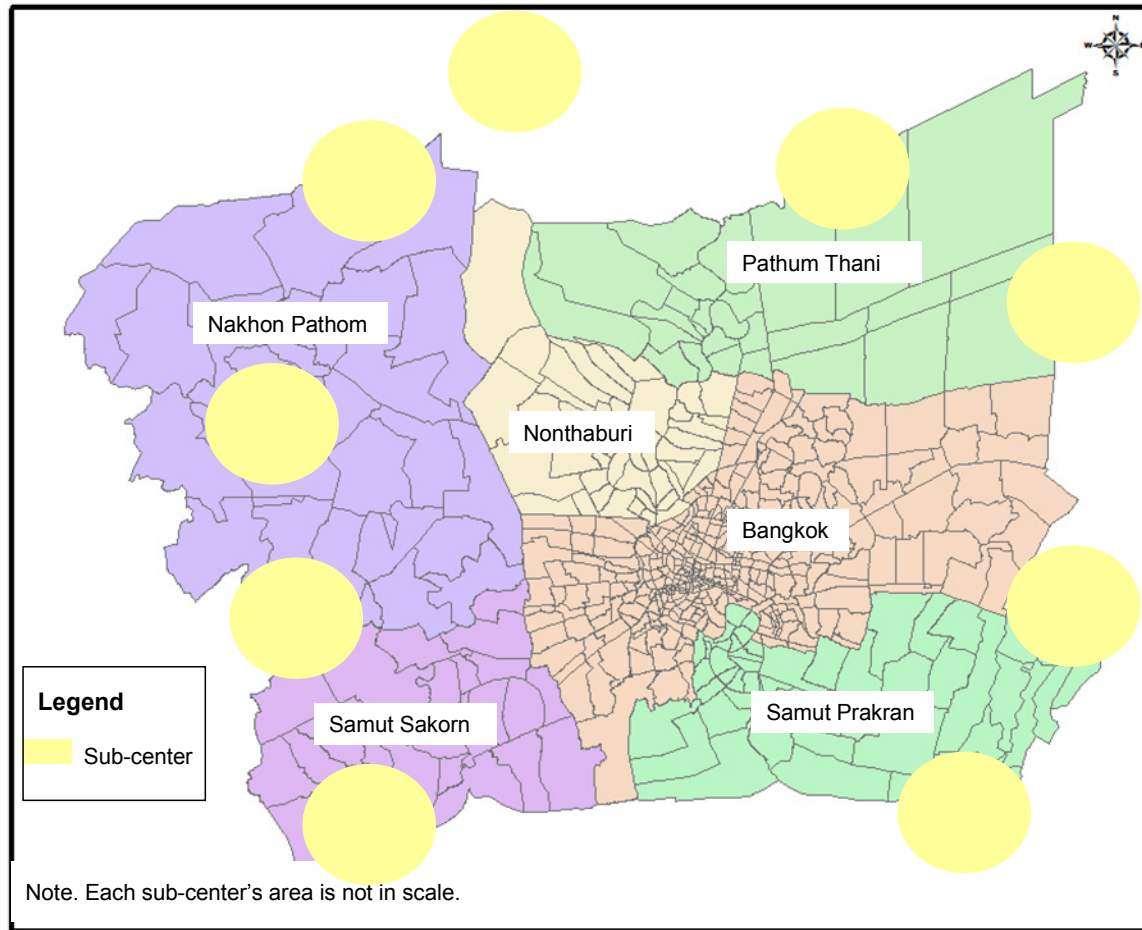 N
W
S
Pathum Thani
Nakhon Pathom
Nonthaburi
Bangkok
Legend
Sub-center
Samut Sakorn
Samut Prakran
Note. Each sub-center's area is not in scale.